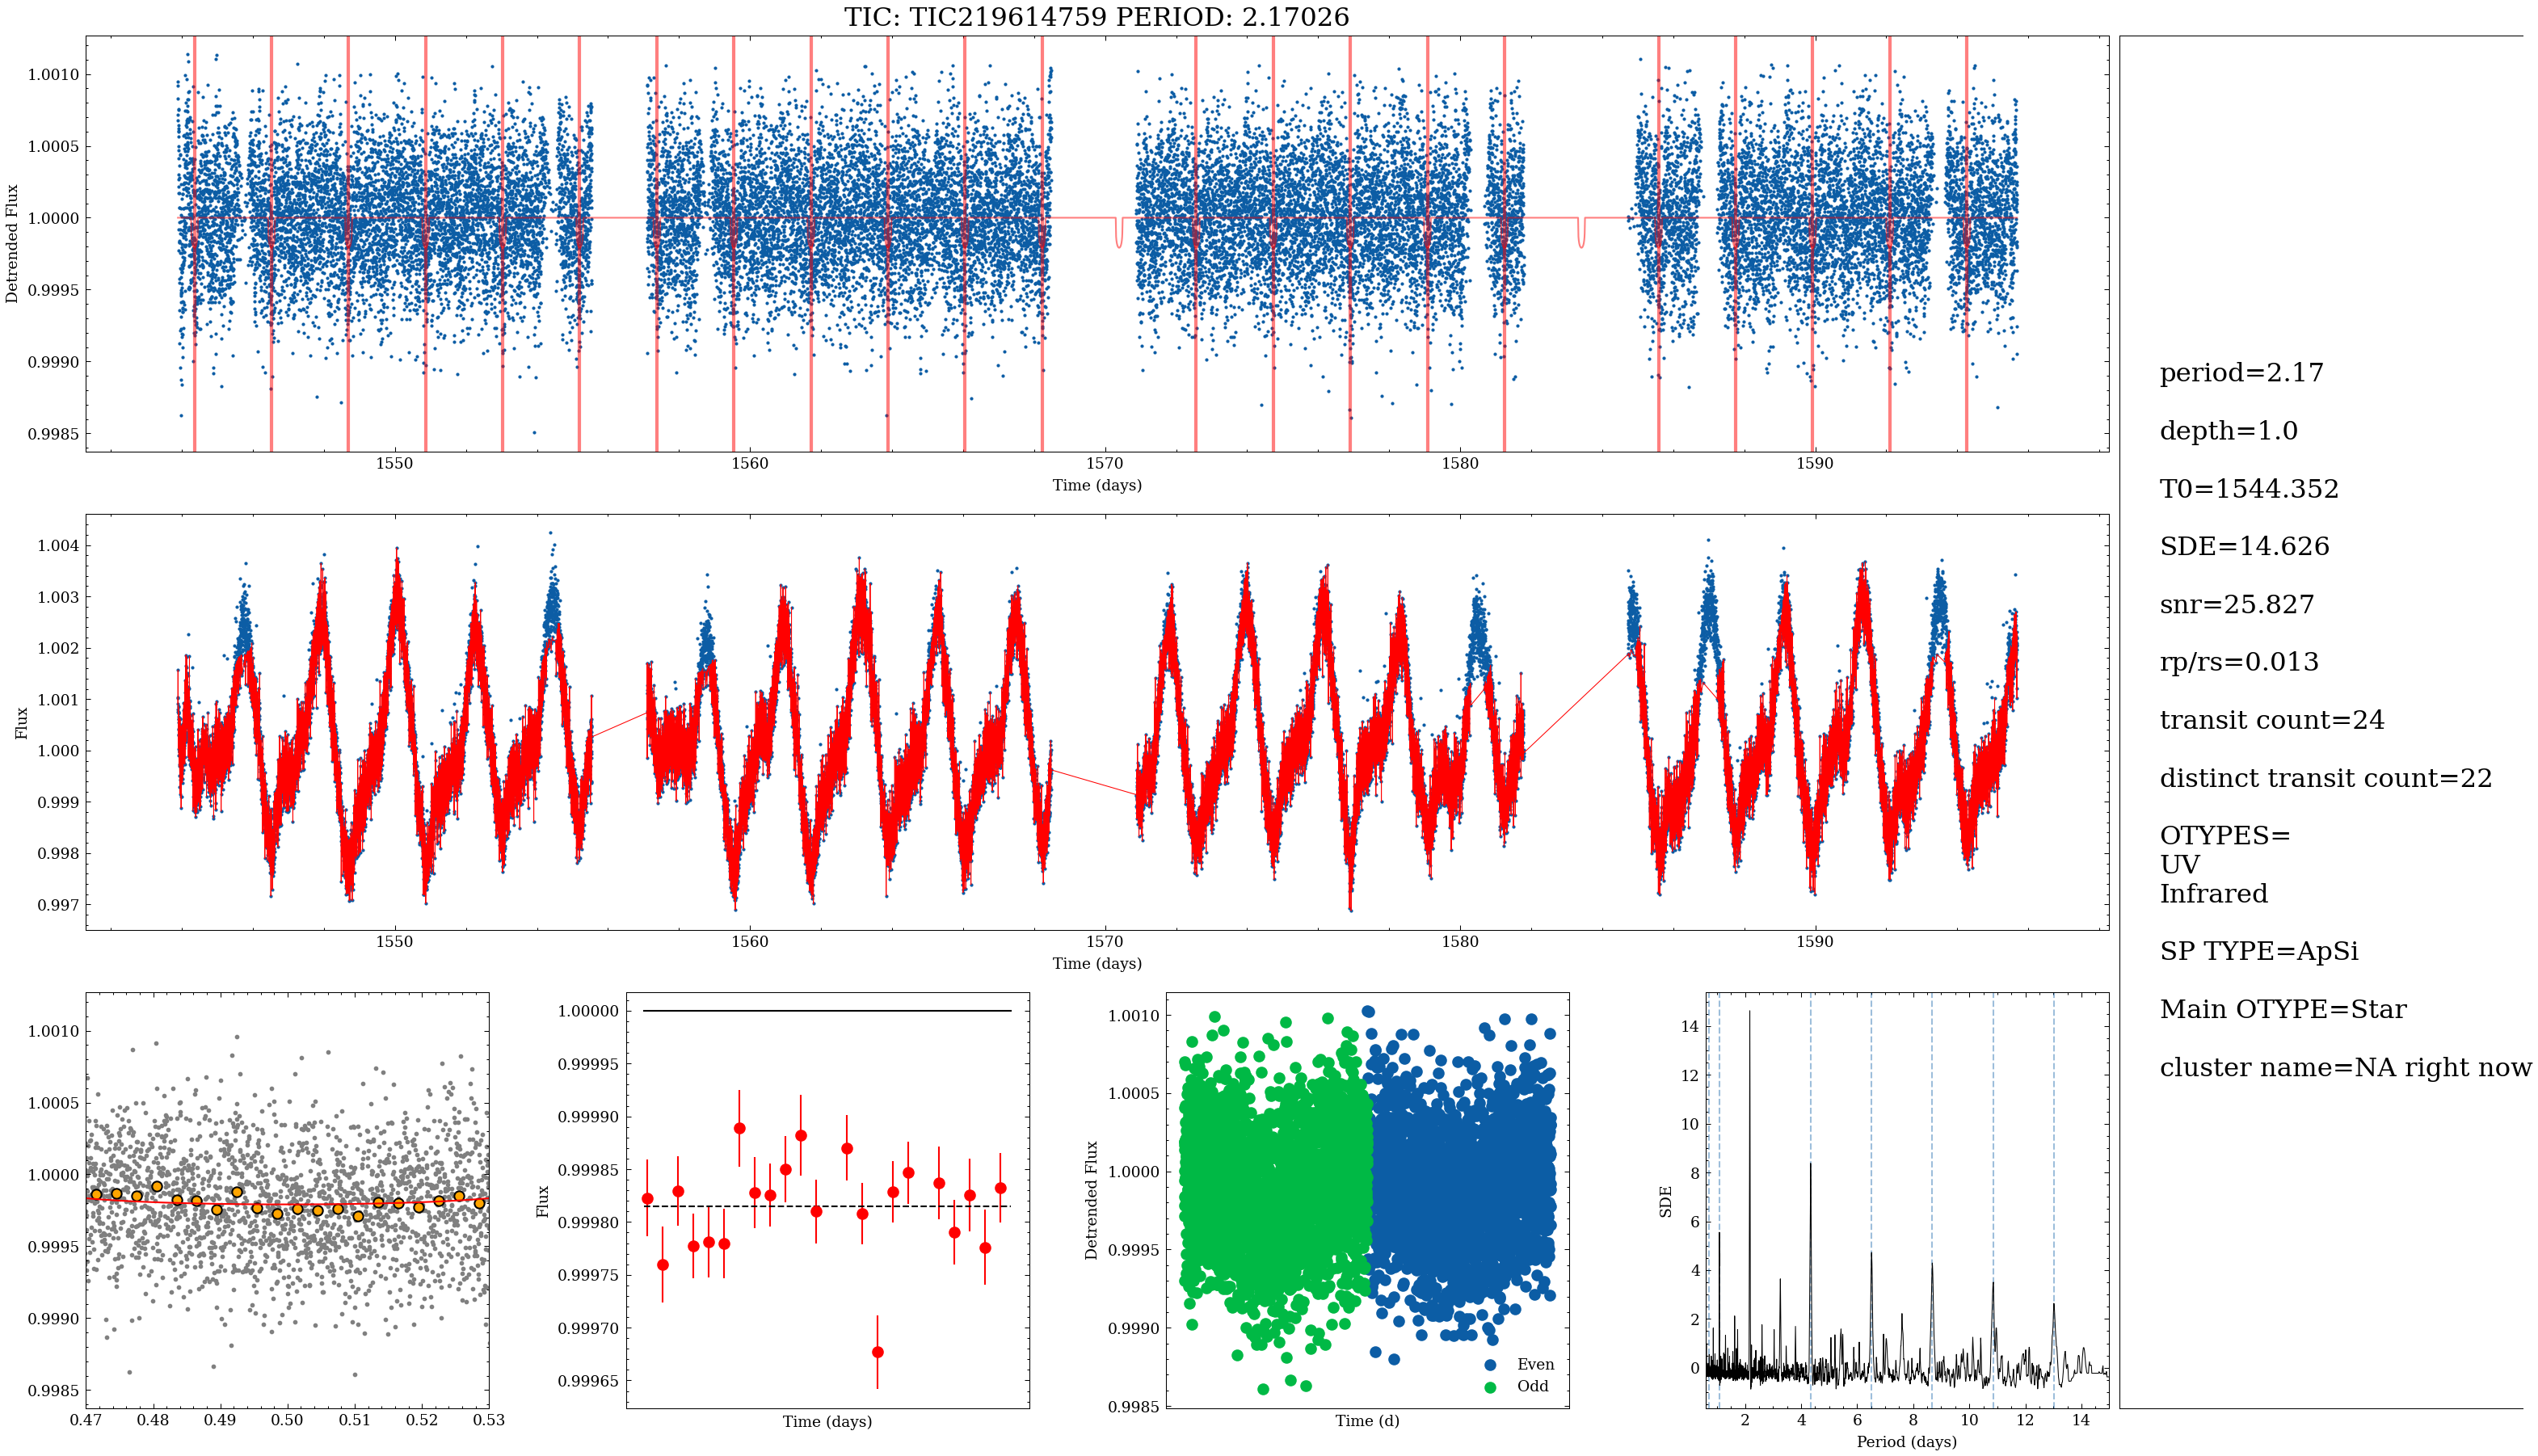 TIC: TIC219614759 PERIOD: 2.17026
1.0010
1.0005
1.0000
0.9995
0.9990
0.9985
Detrended Flux
1550
1560
1570
1580
1590
Time (days)
1.004
1.003
1.002
1.001
1.000
0.999
0.998
0.997
Flux
1550
1560
1570
1580
1590
Time (days)
1.0010
1.0005
1.0000
0.9995
0.9990
0.9985
0.47
0.48
0.49
0.50
0.51
0.52
0.53
1.00000
0.99995
0.99990
0.99985
0.99980
0.99975
0.99970
0.99965
Flux
Time (days)
1.0010
1.0005
1.0000
0.9995
0.9990
0.9985
Detrended Flux
Even
Odd
Time (d)
14
12
10
8
6
4
2
0
SDE
2
4
6
8
10
12
14
Period (days)
period=2.17
depth=1.0
T0=1544.352
SDE=14.626
snr=25.827
rp/rs=0.013
transit count=24
distinct transit count=22
OTYPES=
UV
Infrared
SP TYPE=ApSi
Main OTYPE=Star
cluster name=NA right now